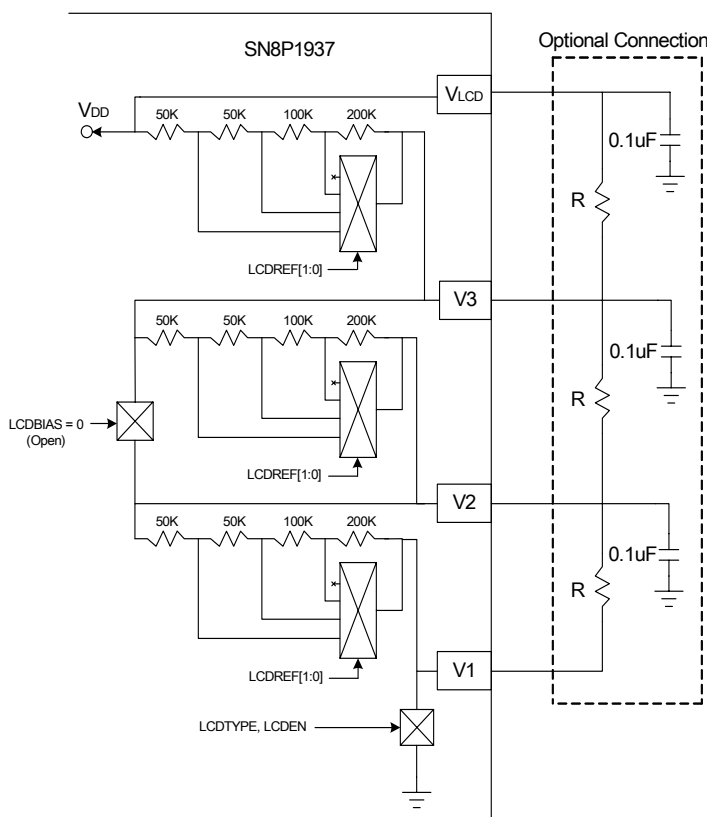 SN8P1937
Optional Connection
VLCD
VDD
50K 50K 100K 200K
0.1uF
R
LCDREF[1:0]
V3
50K 50K 100K 200K
0.1uF
R
LCDBIAS = 0
(Open)
LCDREF[1:0]
V2
50K 50K 100K 200K
0.1uF
R
LCDREF[1:0]
V1
LCDTYPE, LCDEN